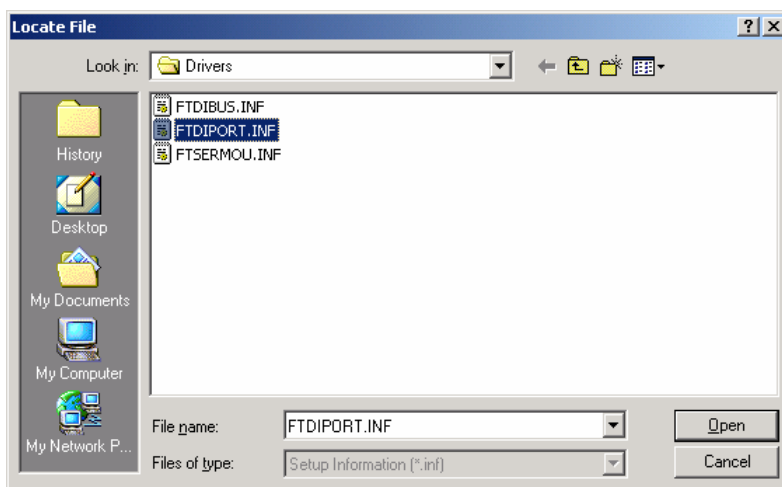 Locate File
Look in:
Drivers
History
Desktop
My Documents
My Computer
My Network P...
FTDIBUS.INF
FTDIPORT.INF
FTSERMOU.INF
File name:
FTDIPORT.INF
Open
Files of type:
Setup Information (*.inf)
Cancel